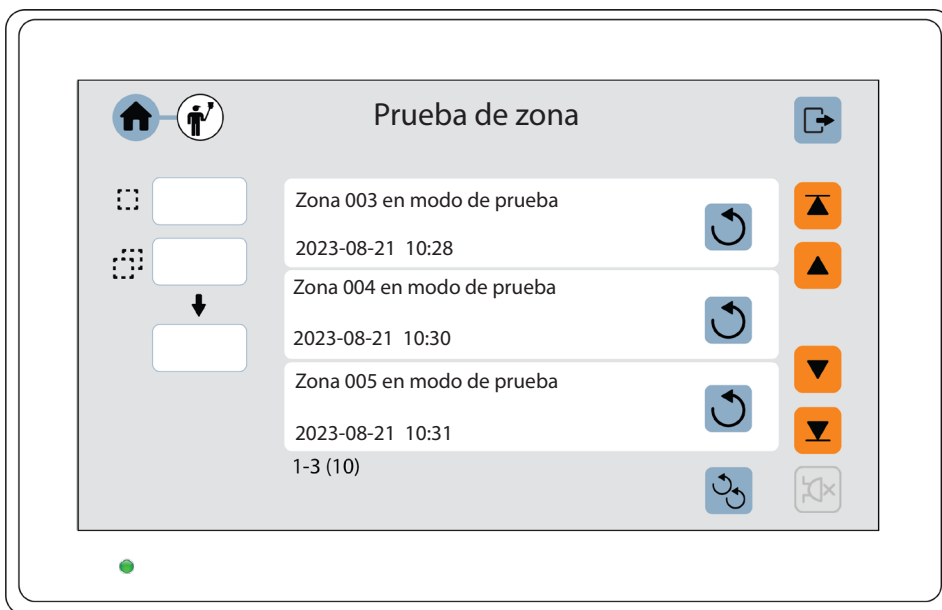 Prueba de zona
Zona 003 en modo de prueba
2023-08-21 10:28
Zona 004 en modo de prueba
2023-08-21 10:30
Zona 005 en modo de prueba
2023-08-21 10:31
1-3 (10)